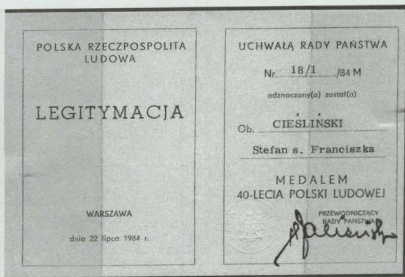 POLSKA RZECZPOSPOLITA
LUDOWA
LEGITYMACJA
WARSZAWA
dnia 22 lipca 1984 r.
UCHWAŁĄ RADY PAŃSTWA
Nr. 18/1 /84 M
odznaczony(a) został(a)
Ob. CIEŚLIŃSKI
Stefan s. Franciszka
MEDALEM
40-LECIA POLSKI LUDOWEJ
PRZEWODNICZĄCY
RADY PAŃSTWA